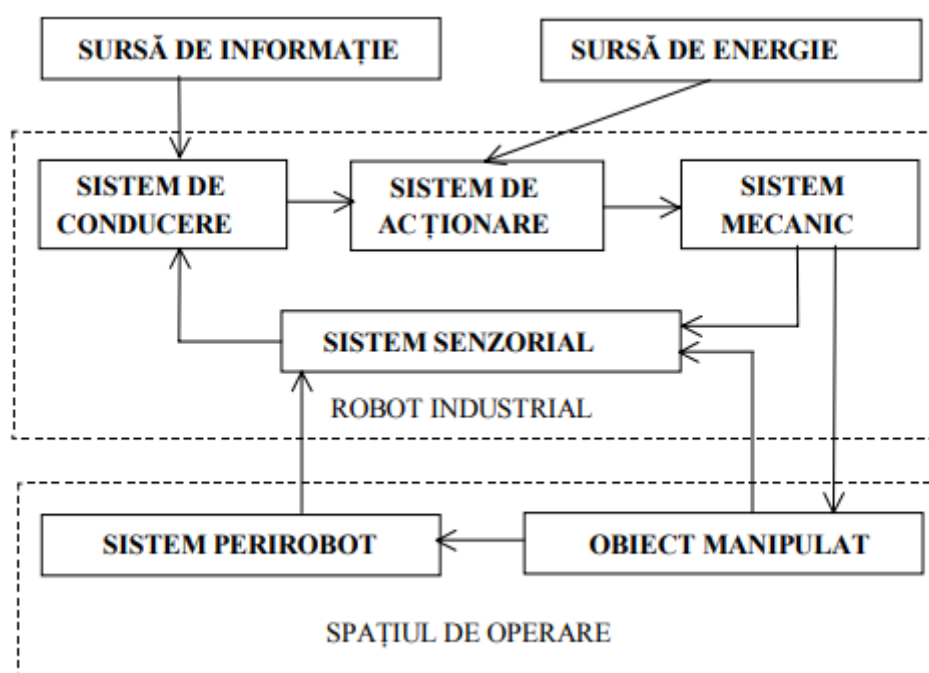 SURSĂ DE INFORMAȚIE
SURSĂ DE ENERGIE
SISTEM DE
CONDUCERE
SISTEM DE
ACȚIONARE
SISTEM
MECANIC
SISTEM SENZORIAL
ROBOT INDUSTRIAL
SISTEM PERIROBOT
OBIECT MANIPULAT
SPAȚIUL DE OPERARE